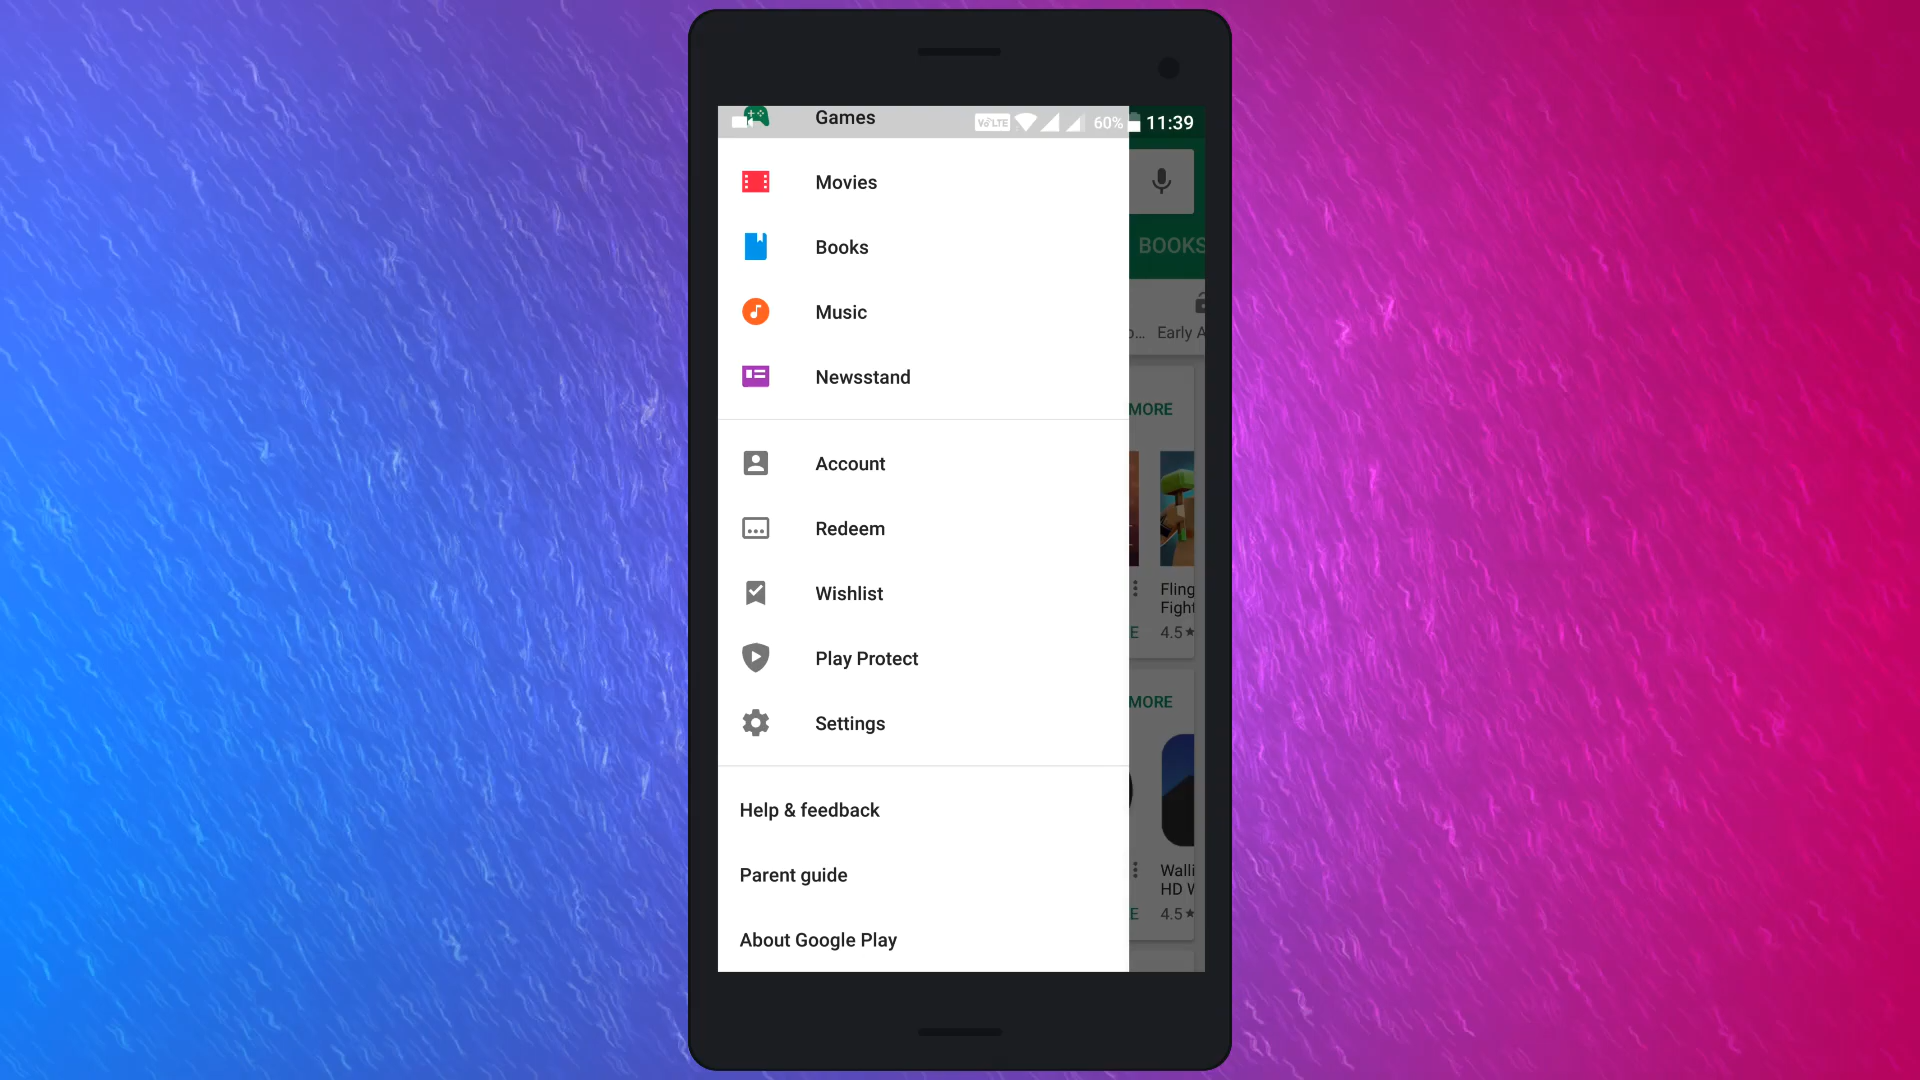 Games
VoLTE 60% 11:39
Movies
Books
BOOKS
Music
Early A
Newsstand
MORE
Account
Redeem
Wishlist
Fling
Fight
E 4.5★
Play Protect
MORE
Settings
Help & feedback
Parent guide
Walli
HD W
E 4.5★
About Google Play